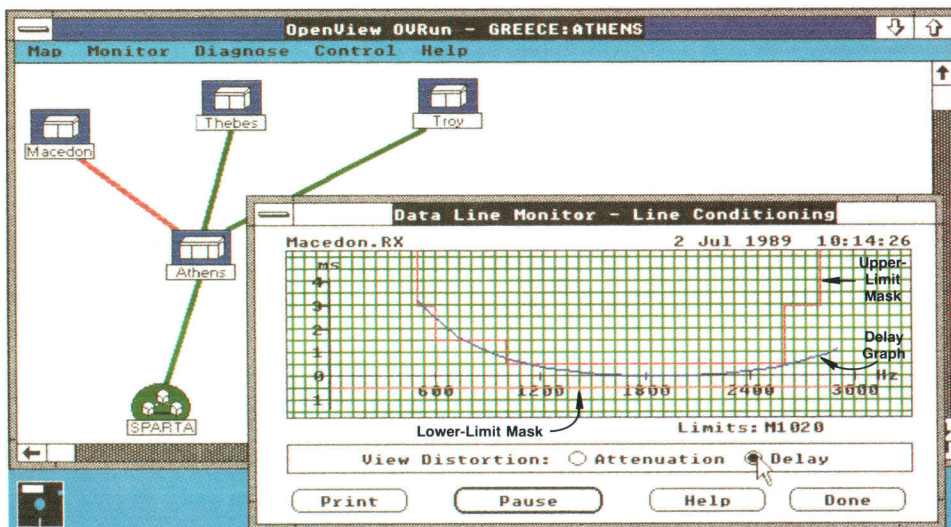 OpenView OVRun - GREECE:ATHENS
Map Monitor Diagnose Control Help
Thebes
Troy
Macedon
Athens
SPARTA
Data Line Monitor - Line Conditioning
Macedon.RX 2 Jul 1989 10:14:26
ms
4
3
2
1
0
1
600 1200 1800 2400 3000
Hz
Upper-
Limit
Mask
Delay
Graph
Lower-Limit Mask
Limits: M1020
View Distortion: Attenuation Delay
Print Pause Help Done